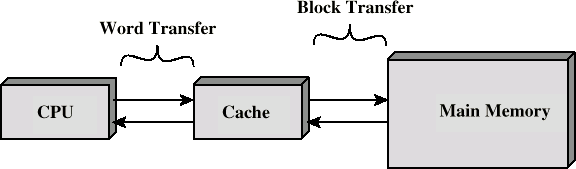 Block Transfer
Word Transfer
CPU
Cache
Main Memory